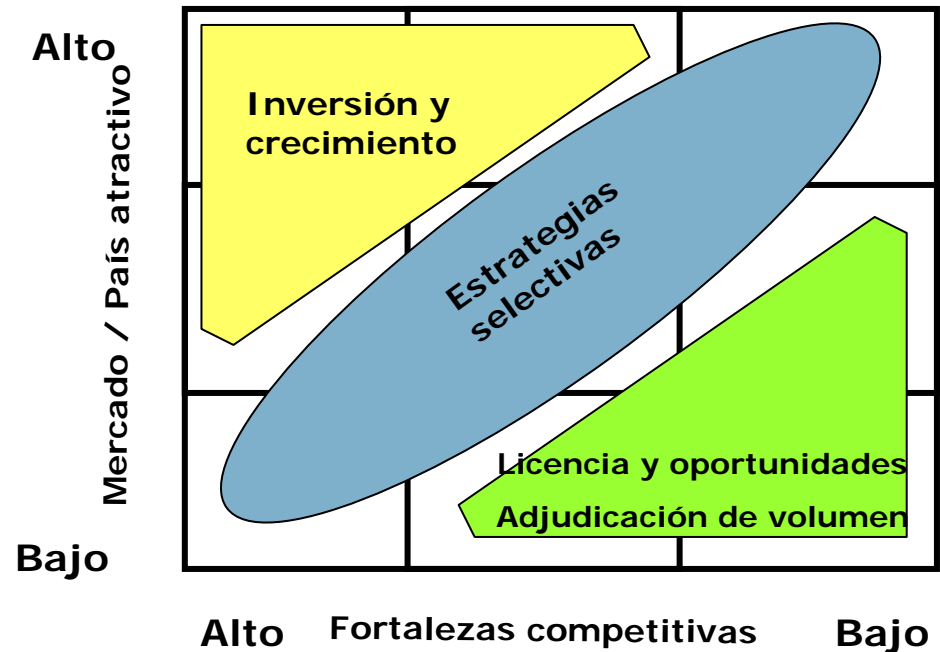 Alto
Mercado / País atractivo
Inversión y
crecimiento
Estrategias
selectivas
Licencia y oportunidades
Adjudicación de volumen
Bajo
Alto
Fortalezas competitivas
Bajo